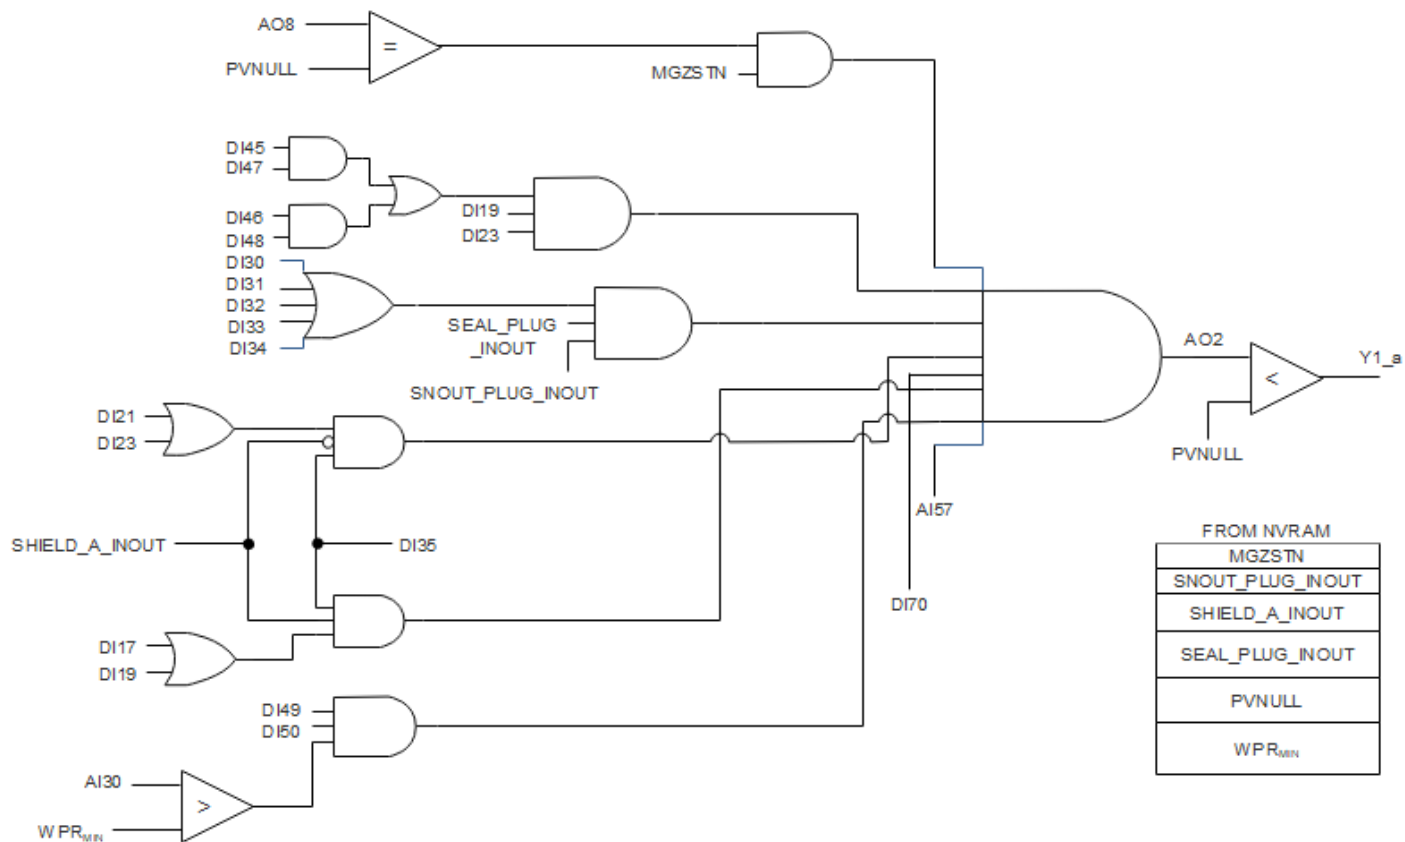 AO8
=
PVNULL
MGZSTN
DI45
DI47
DI46
DI48
DI19
DI23
DI30
DI31
DI32
DI33
DI34
SEAL_PLUG
_INOUT
SNOUT_PLUG_INOUT
AO2
Y1_a
<
PVNULL
DI21
DI23
SHIELD_A_INOUT
DI35
AI57
DI70
DI17
DI19
DI49
DI50
AI30
>
WPRMIN
FROM NVRAM
MGZSTN
SNOUT_PLUG_INOUT
SHIELD_A_INOUT
SEAL_PLUG_INOUT
PVNULL
WPRMIN